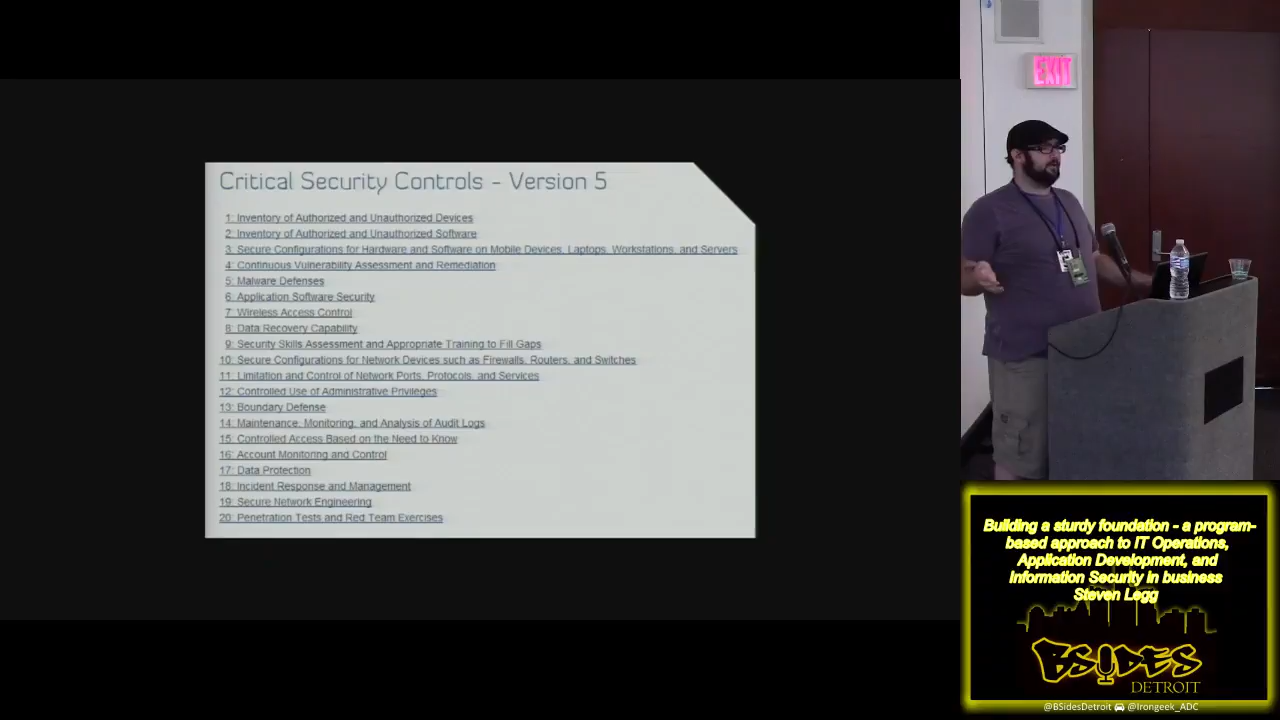 Critical Security Controls - Version 5
1: Inventory of Authorized and Unauthorized Devices
2: Inventory of Authorized and Unauthorized Software
3: Secure Configurations for Hardware and Software on Mobile Devices, Laptops, Workstations, and Servers
4: Continuous Vulnerability Assessment and Remediation
5: Malware Defenses
6: Application Software Security
7: Wireless Access Control
8: Data Recovery Capability
9: Security Skills Assessment and Appropriate Training to Fill Gaps
10: Secure Configurations for Network Devices such as Firewalls, Routers, and Switches
11: Limitation and Control of Network Ports, Protocols, and Services
12: Controlled Use of Administrative Privileges
13: Boundary Defense
14: Maintenance, Monitoring, and Analysis of Audit Logs
15: Controlled Access Based on the Need to Know
16: Account Monitoring and Control
17: Data Protection
18: Incident Response and Management
19: Secure Network Engineering
20: Penetration Tests and Red Team Exercises
EXIT
Building a sturdy foundation - a program-
based approach to IT Operations,
Application Development, and
Information Security in business
Steven Legg
BSIDES
DETROIT
@BSidesDetroit @Irongeek_ADC